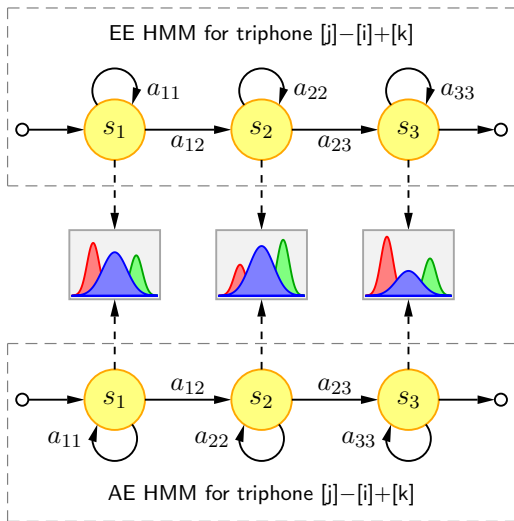 EE HMM for triphone [j]−[i]+[k]
a₁₁ a₂₂ a₃₃
s₁ s₂ s₃
a₁₂ a₂₃
a₁₂ a₂₃
s₁ s₂ s₃
a₁₁ a₂₂ a₃₃
AE HMM for triphone [j]−[i]+[k]